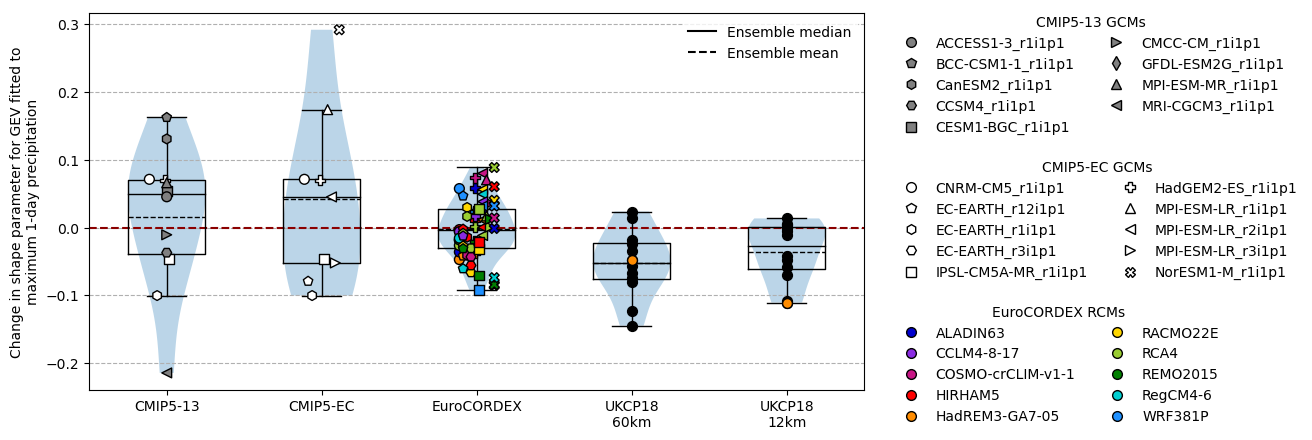 Change in shape parameter for GEV fitted to
maximum 1-day precipitation
0.3
0.2
0.1
0.0
−0.1
−0.2
Ensemble median
Ensemble mean
CMIP5-13
CMIP5-EC
EuroCORDEX
UKCP18
60km
UKCP18
12km
CMIP5-13 GCMs
ACCESS1-3_r1i1p1
BCC-CSM1-1_r1i1p1
CanESM2_r1i1p1
CCSM4_r1i1p1
CESM1-BGC_r1i1p1
CMCC-CM_r1i1p1
GFDL-ESM2G_r1i1p1
MPI-ESM-MR_r1i1p1
MRI-CGCM3_r1i1p1
CMIP5-EC GCMs
CNRM-CM5_r1i1p1
EC-EARTH_r12i1p1
EC-EARTH_r1i1p1
EC-EARTH_r3i1p1
IPSL-CM5A-MR_r1i1p1
HadGEM2-ES_r1i1p1
MPI-ESM-LR_r1i1p1
MPI-ESM-LR_r2i1p1
MPI-ESM-LR_r3i1p1
NorESM1-M_r1i1p1
EuroCORDEX RCMs
ALADIN63
CCLM4-8-17
COSMO-crCLIM-v1-1
HIRHAM5
HadREM3-GA7-05
RACMO22E
RCA4
REMO2015
RegCM4-6
WRF381P